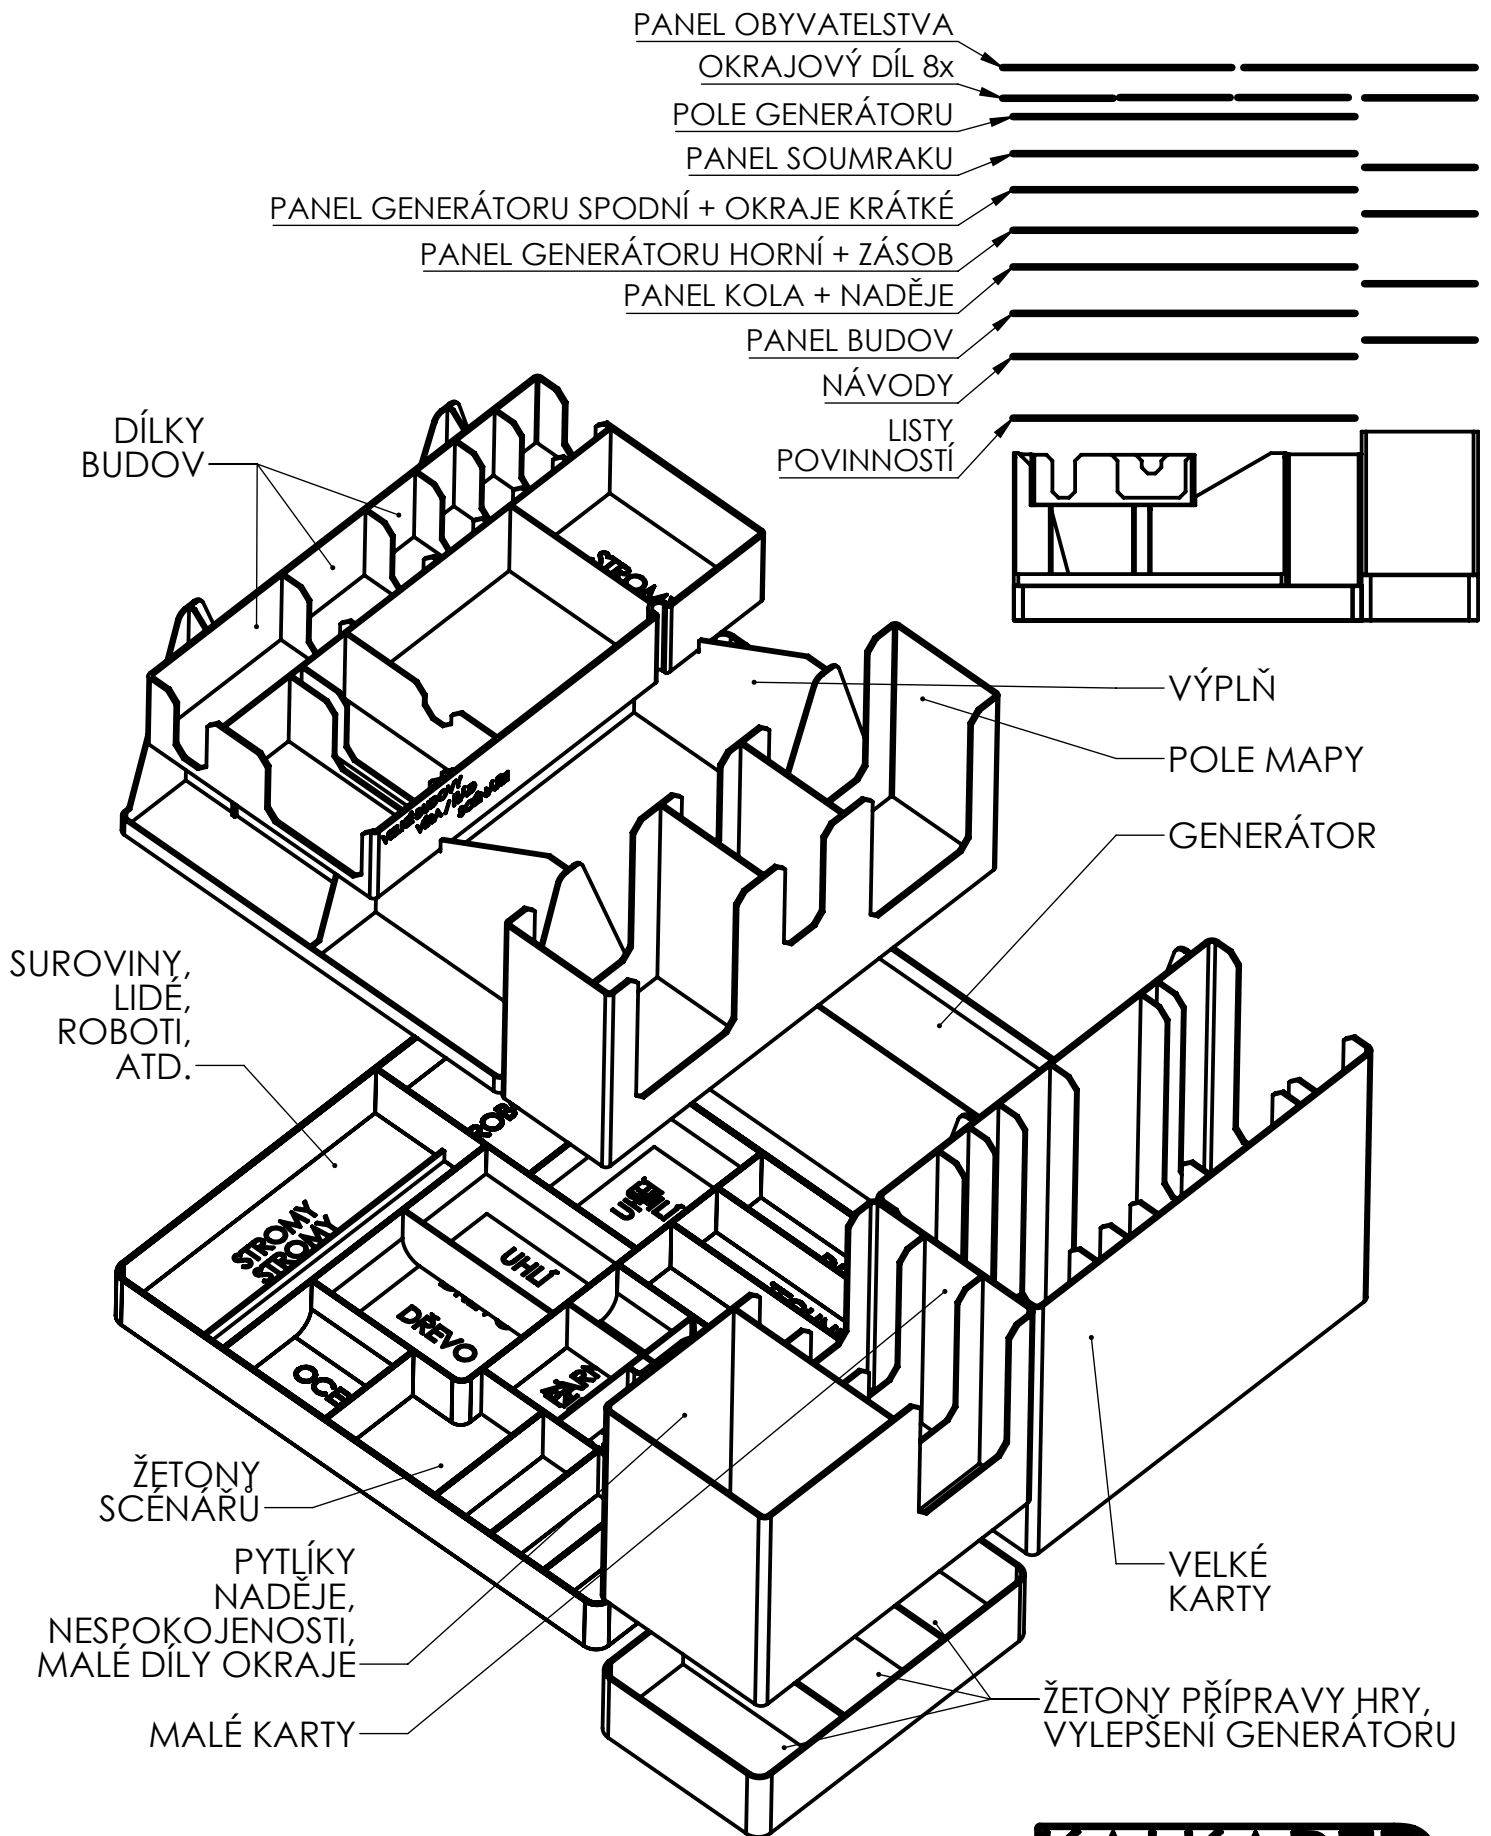 PANEL OBYVATELSTVA
OKRAJOVÝ DÍL 8x
POLE GENERÁTORU
PANEL SOUMRAKU
PANEL GENERÁTORU SPODNÍ + OKRAJE KRÁTKÉ
PANEL GENERÁTORU HORNÍ + ZÁSOB
PANEL KOLA + NADĚJE
PANEL BUDOV
NÁVODY
LISTY
POVINNOSTÍ
DÍLKY
BUDOV
VÝPLŇ
POLE MAPY
GENERÁTOR
SUROVINY,
LIDÉ,
ROBOTI,
ATD.
STROMY
STROMY
UHLÍ
DŘEVO
ŽETONY
SCÉNÁŘŮ
PYTLÍKY
NADĚJE,
NESPOKOJENOSTI,
MALÉ DÍLY OKRAJE
MALÉ KARTY
VELKÉ
KARTY
ŽETONY PŘÍPRAVY HRY,
VYLEPŠENÍ GENERÁTORU